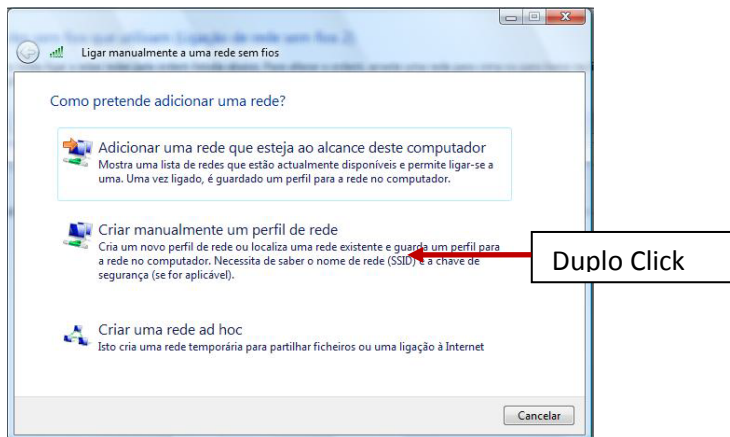 Ligar manualmente a uma rede sem fios
Como pretende adicionar uma rede?
Adicionar uma rede que esteja ao alcance deste computador
Mostra uma lista de redes que estão actualmente disponíveis e permite ligar-se a
uma. Uma vez ligado, é guardado um perfil para a rede no computador.
Criar manualmente um perfil de rede
Cria um novo perfil de rede ou localiza uma rede existente e guarda um perfil para
a rede no computador. Necessita de saber o nome de rede (SSID) e a chave de
segurança (se for aplicável).
Duplo Click
Criar uma rede ad hoc
Isto cria uma rede temporária para partilhar ficheiros ou uma ligação à Internet
Cancelar